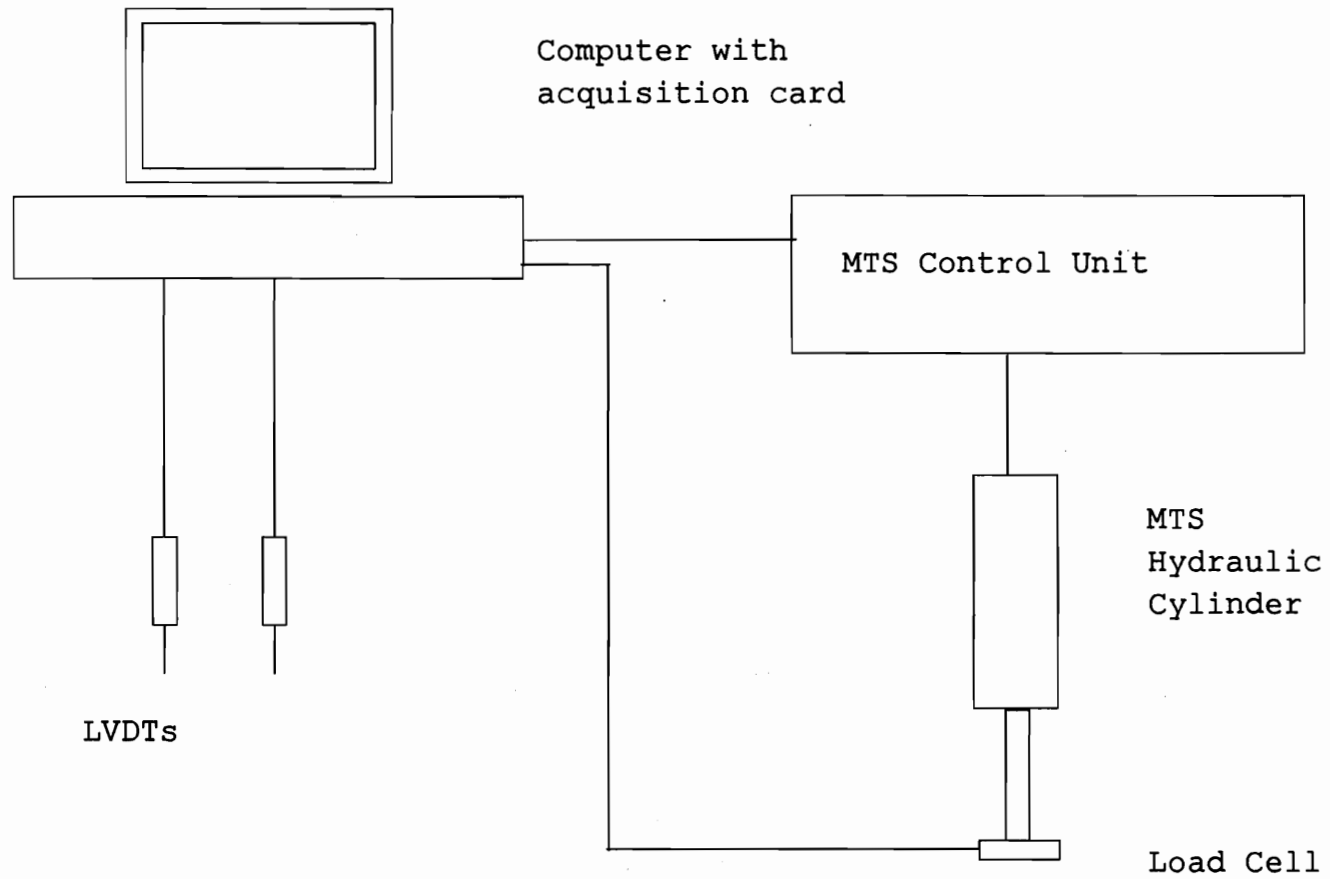 Computer with
acquisition card
MTS Control Unit
MTS
Hydraulic
Cylinder
LVDTs
Load Cell